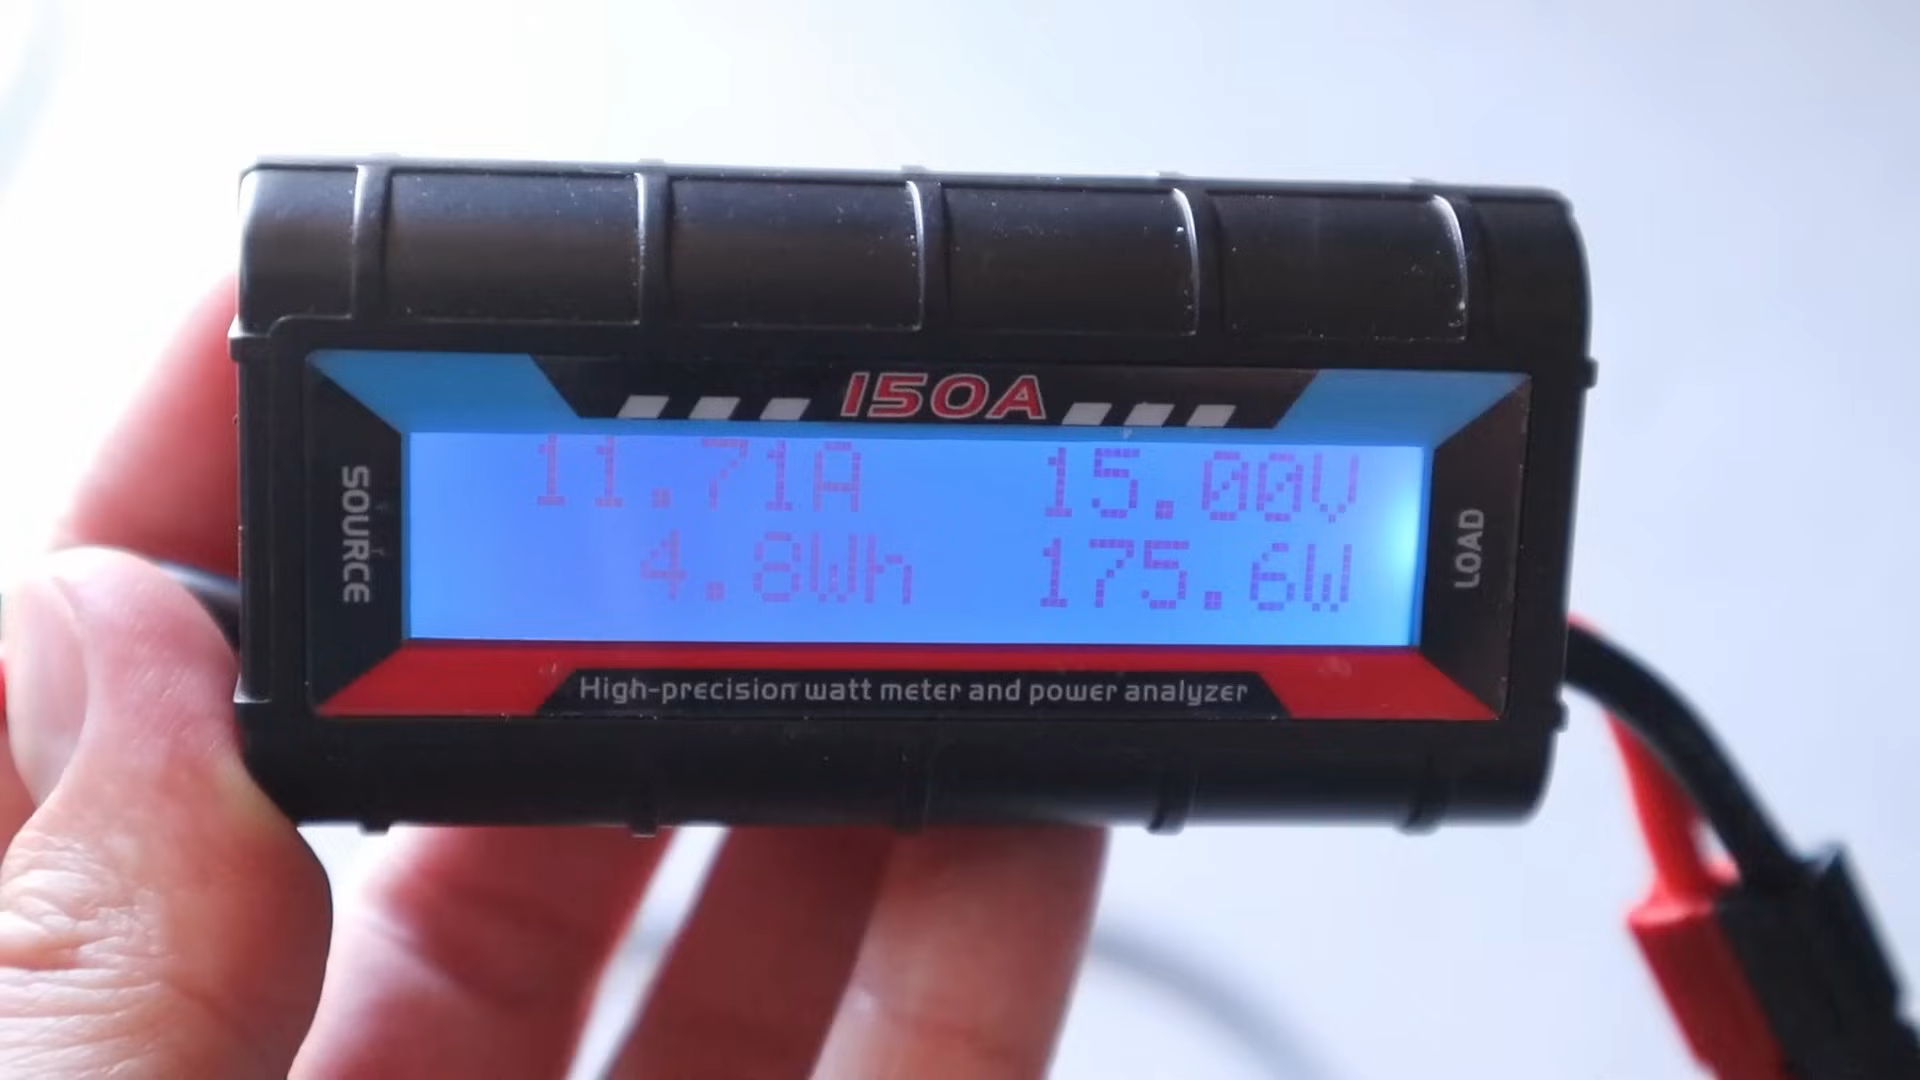 150A
11.71A 15.00V
4.8Wh 175.6W
SOURCE
LOAD
High-precision watt meter and power analyzer